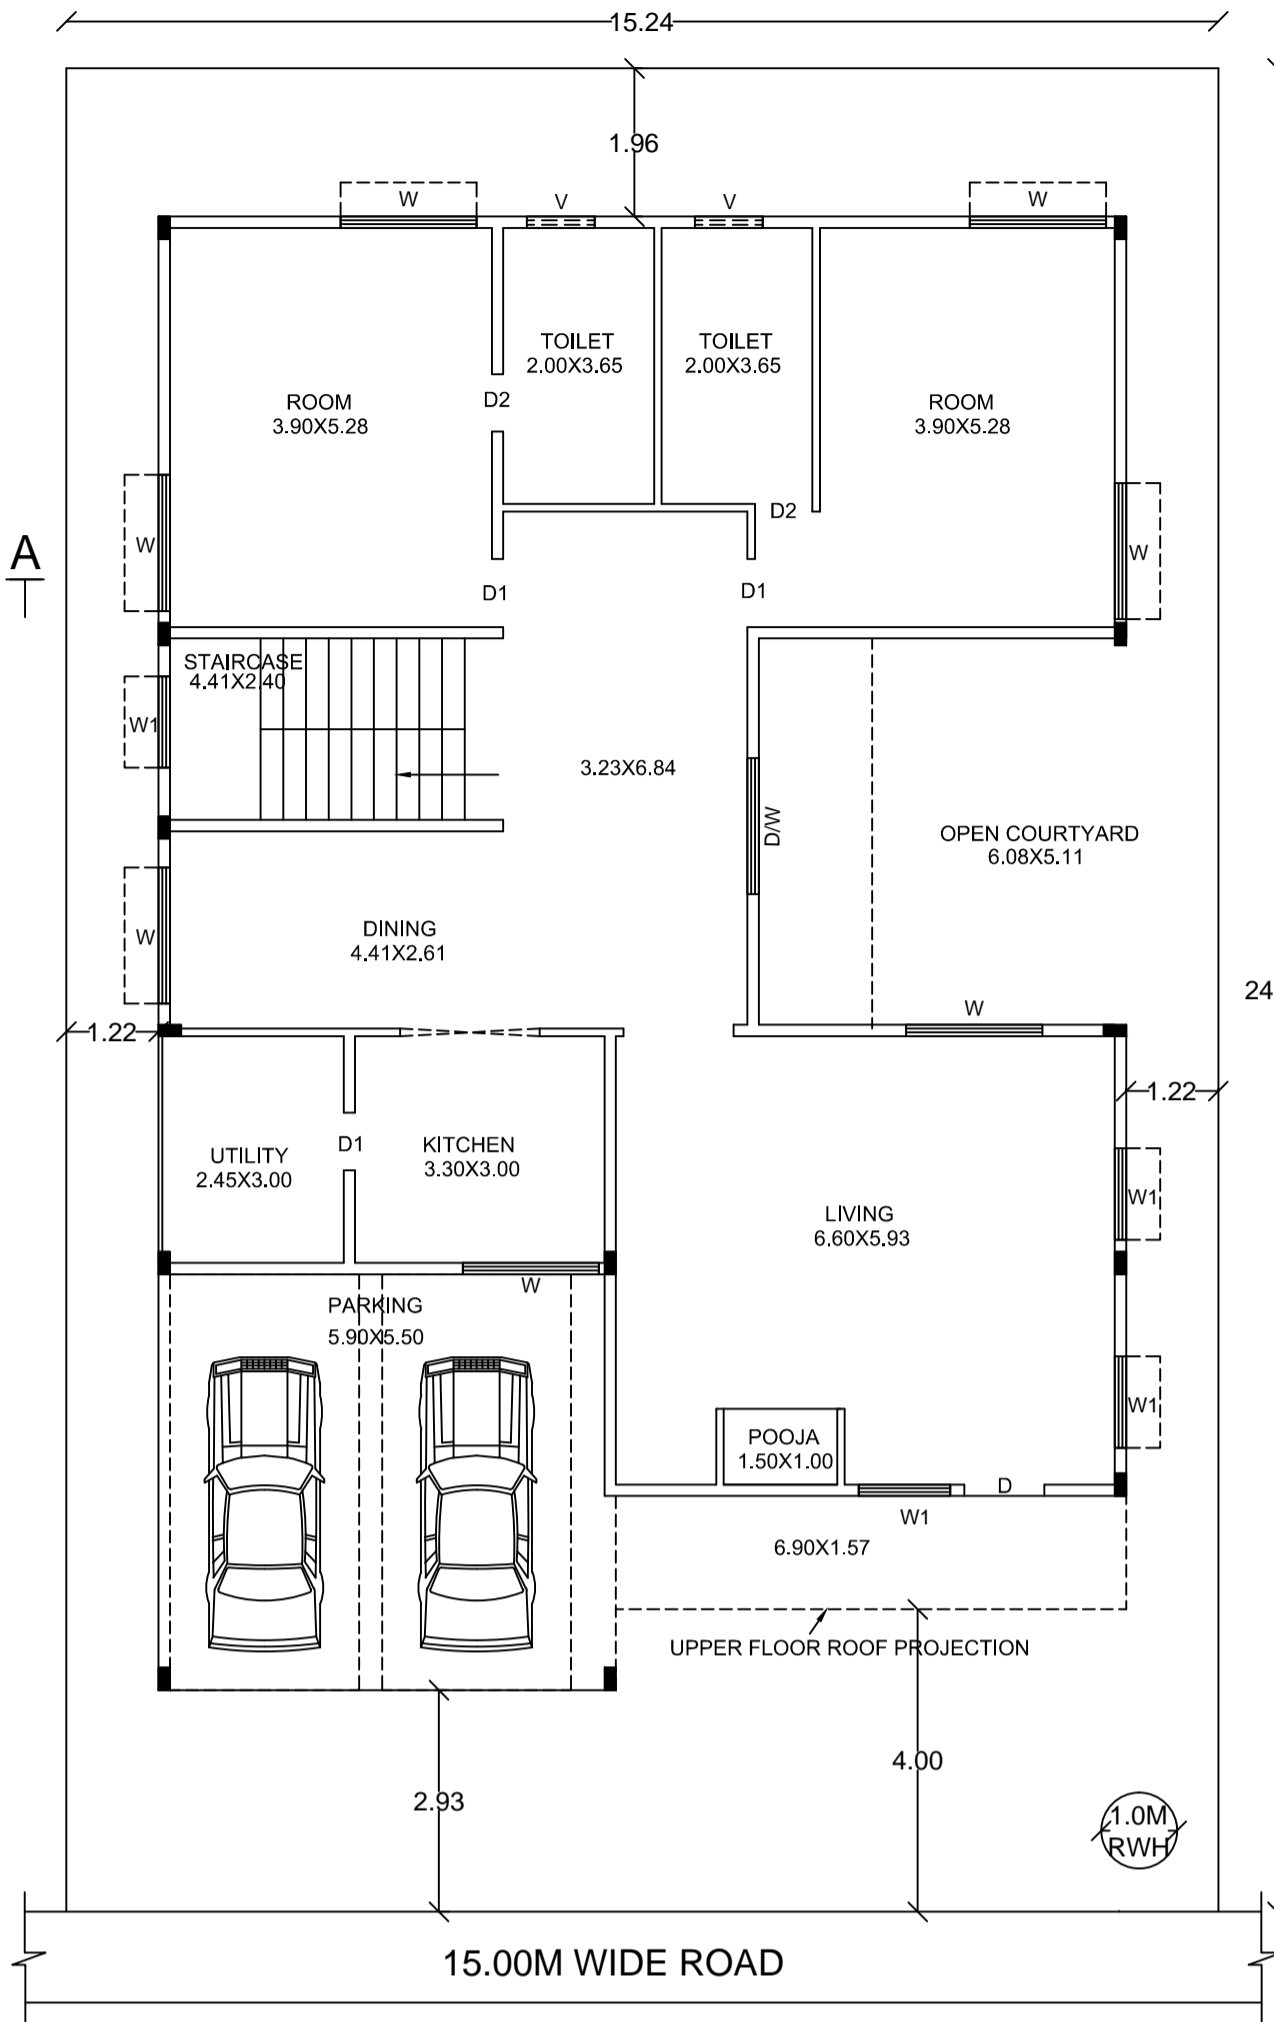 15.24
1.96
W
V
V
W
TOILET
2.00X3.65
TOILET
2.00X3.65
D2
ROOM
3.90X5.28
ROOM
3.90X5.28
D2
A
W
W
D1
D1
STAIRCASE
4.41X2.40
W1
3.23X6.84
D/W
OPEN COURTYARD
6.08X5.11
DINING
4.41X2.61
W
24
W
1.22
1.22
D1
UTILITY
2.45X3.00
KITCHEN
3.30X3.00
W1
LIVING
6.60X5.93
W
PARKING
5.90X5.50
W1
POOJA
1.50X1.00
D
W1
6.90X1.57
UPPER FLOOR ROOF PROJECTION
4.00
2.93
1.0M
RWH
15.00M WIDE ROAD